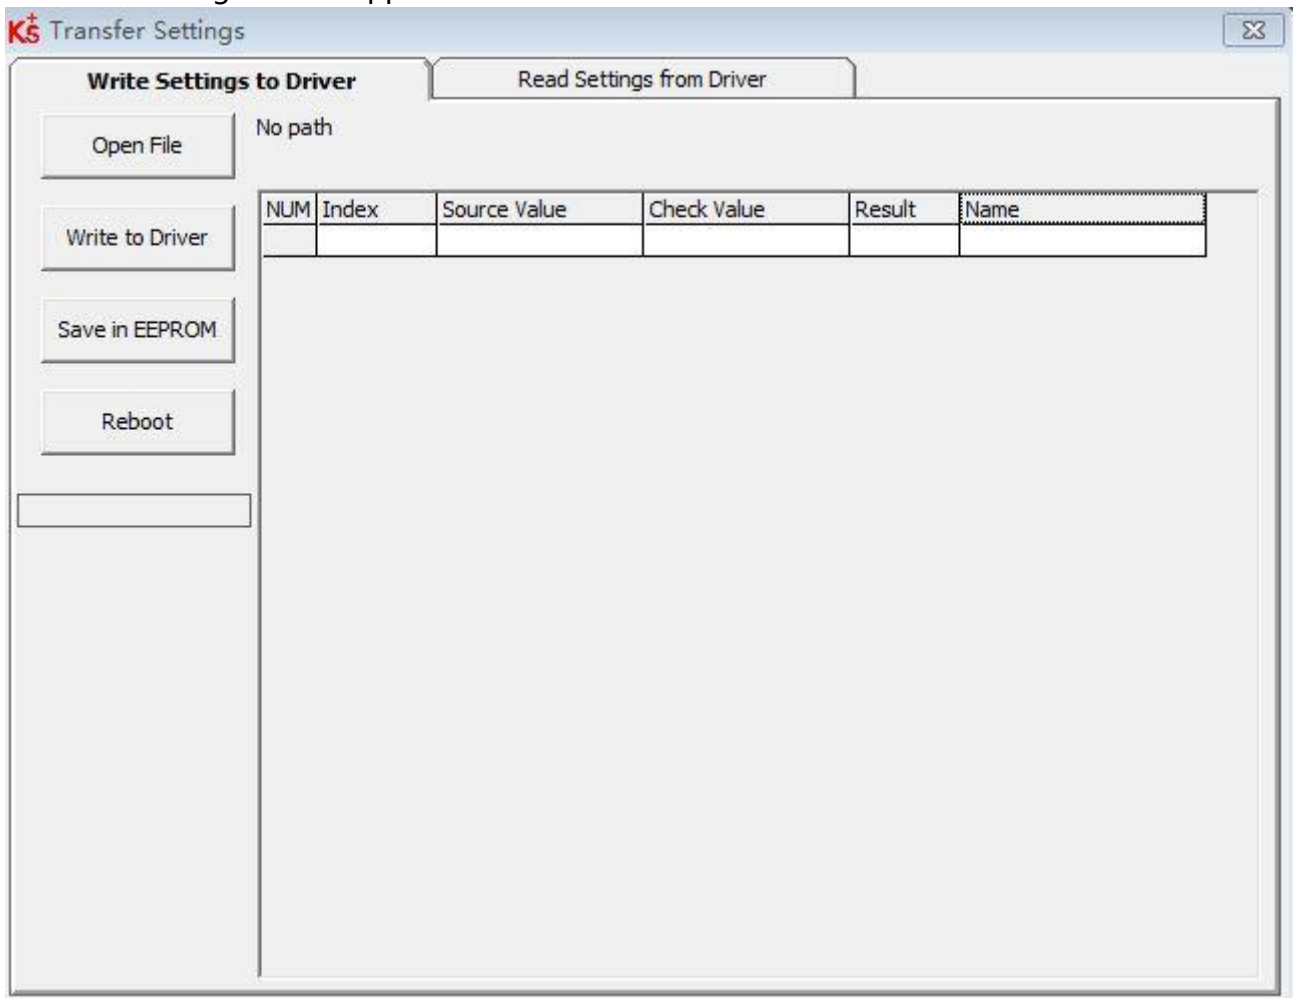 Transfer Settings
Write Settings to Driver
Read Settings from Driver
Open File
No path
NUM Index Source Value Check Value Result Name
Write to Driver
Save in EEPROM
Reboot